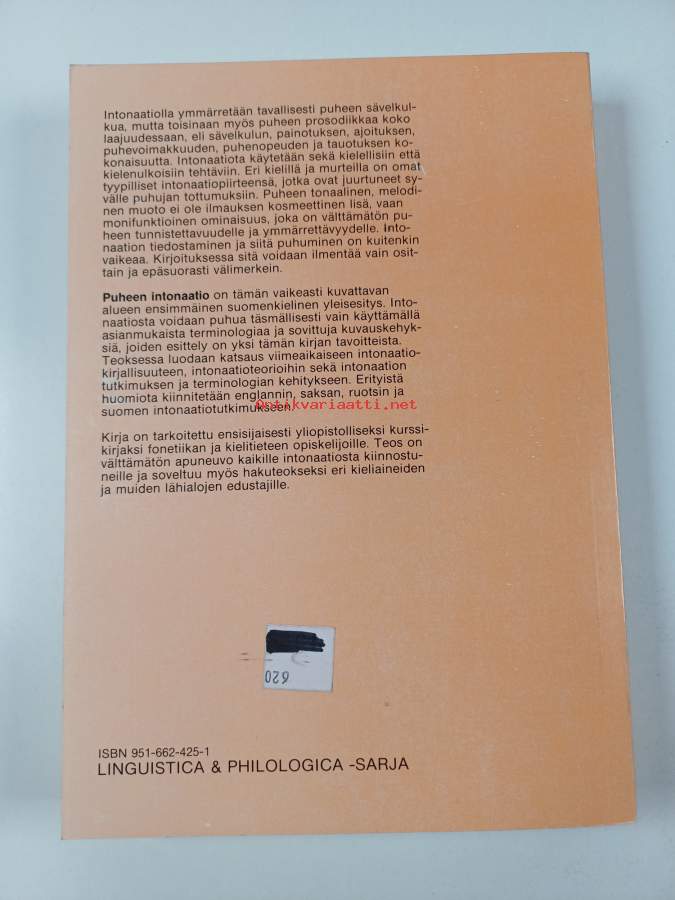 Intonaatiolla ymmärretään tavallisesti puheen sävelkul-
kua, mutta toisinaan myös puheen prosodiikkaa koko
laajuudessaan, eli sävelkulun, painotuksen, ajoituksen,
puhevoimakkuuden, puhenopeuden ja tauotuksen ko-
konaisuutta. Intonaatiota käytetään sekä kielellisiin että
kielenulkoisiin tehtäviin. Eri kielillä ja murteilla on omat
tyypilliset intonaatiopiirteensä, jotka ovat juurtuneet sy-
välle puhujan tottumuksiin. Puheen tonaalinen, melodi-
nen muoto ei ole ilmauksen kosmeettinen lisä, vaan
monifunktioinen ominaisuus, joka on välttämätön pu-
heen tunnistettavuudelle ja ymmärrettävyydelle. Into-
naation tiedostaminen ja siitä puhuminen on kuitenkin
vaikeaa. Kirjoituksessa sitä voidaan ilmentää vain osit-
tain ja epäsuorasti välimerkein.
Puheen intonaatio on tämän vaikeasti kuvattavan
alueen ensimmäinen suomenkielinen yleisesitys. Into-
naatiosta voidaan puhua täsmällisesti vain käyttämällä
asianmukaista terminologiaa ja sovittuja kuvauskehyk-
siä, joiden esittely on yksi tämän kirjan tavoitteista.
Teoksessa luodaan katsaus viimeaikaiseen intonaatio-
kirjallisuuteen, intonaatioteorioihin sekä intonaation
tutkimuksen ja terminologian kehitykseen. Erityistä
huomiota kiinnitetään englannin, saksan, ruotsin ja
suomen intonaatiotutkimukseen.
Antikvariaatti.net
Kirja on tarkoitettu ensisijaisesti yliopistolliseksi kurssi-
kirjaksi fonetiikan ja kielitieteen opiskelijoille. Teos on
välttämätön apuneuvo kaikille intonaatiosta kiinnostu-
neille ja soveltuu myös hakuteokseksi eri kieliaineiden
ja muiden lähialojen edustajille.
620
ISBN 951-662-425-1
LINGUISTICA & PHILOLOGICA -SARJA